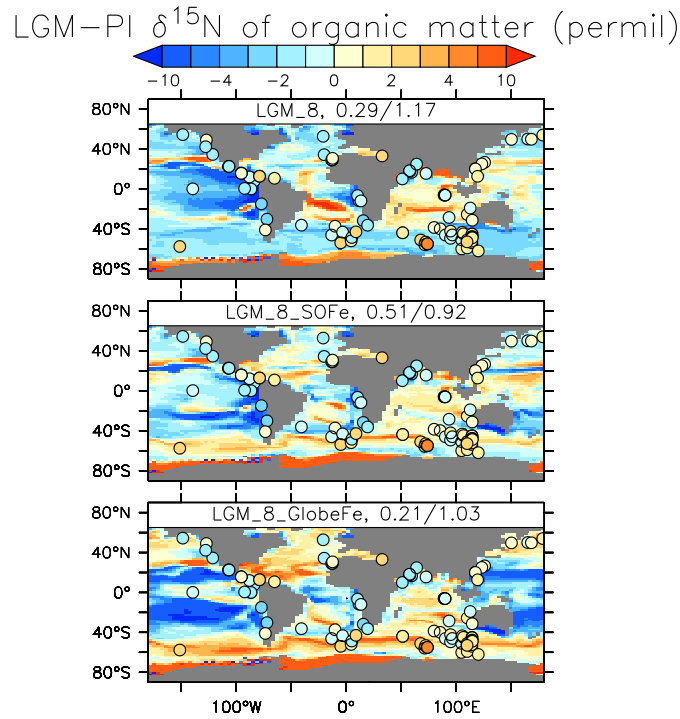 LGM−PI δ¹⁵N of organic matter (permil)
−10 −4 −2 0 2 4 10
LGM_8, 0.29/1.17
80°N
40°N
0°
40°S
80°S
LGM_8_SOFe, 0.51/0.92
80°N
40°N
0°
40°S
80°S
LGM_8_GlobeFe, 0.21/1.03
80°N
40°N
0°
40°S
80°S
100°W 0° 100°E